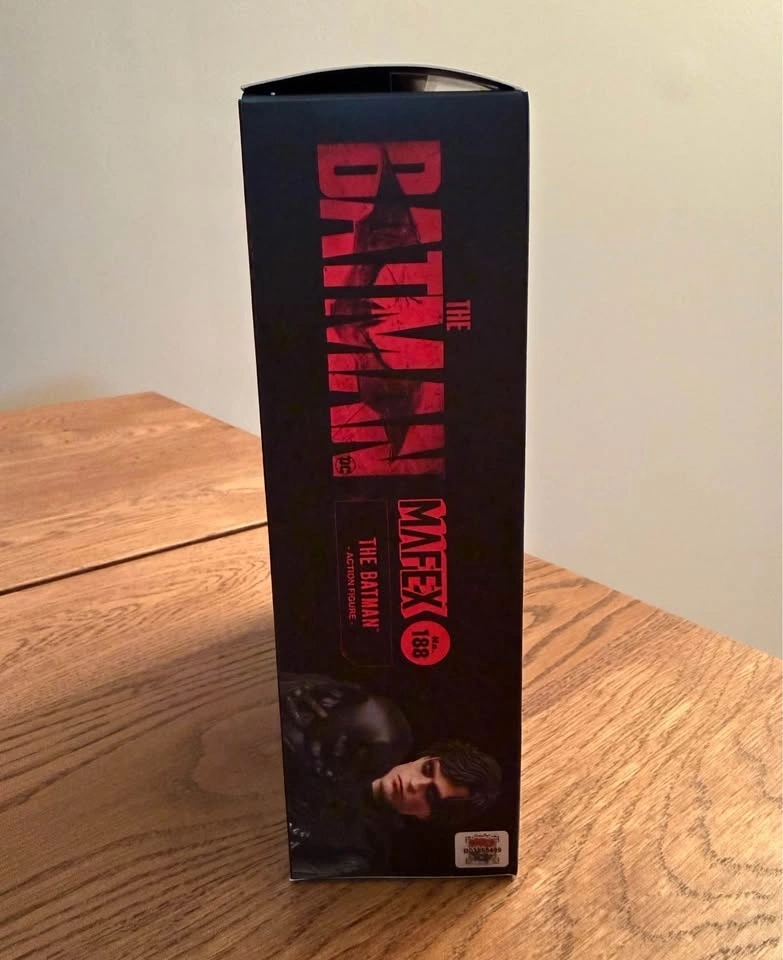 THE
BATMAN
DC
MAFEX
No.
188
THE BATMAN
- ACTION FIGURE -